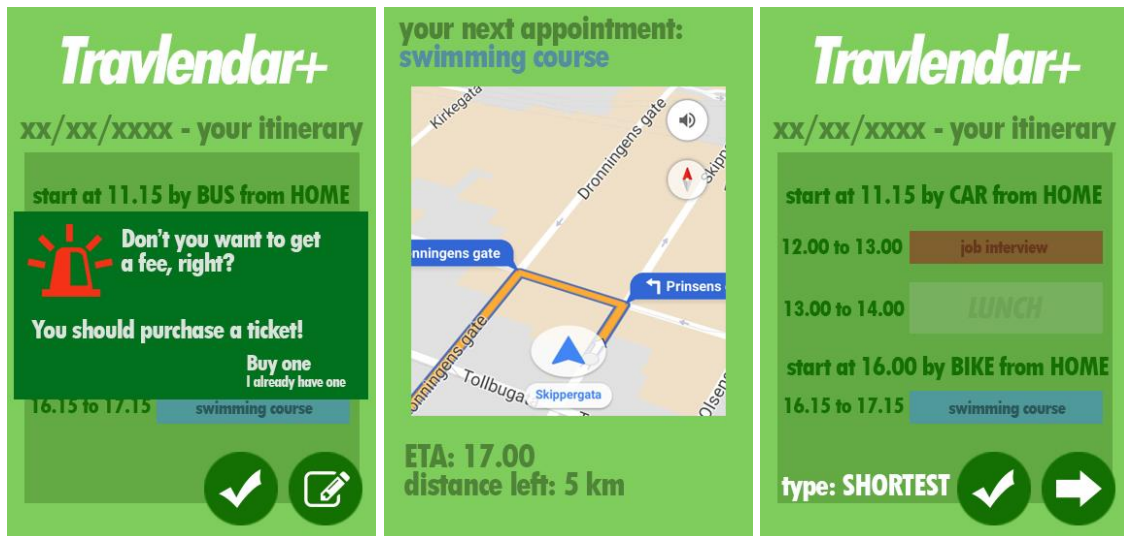 Travlendar+
xx/xx/xxxx - your itinerary
start at 11.15 by BUS from HOME
Don't you want to get
a fee, right?
You should purchase a ticket!
Buy one
I already have one
16.15 to 17.15
swimming course
your next appointment:
swimming course
Kirkegata
Dronningens gate
Skipp
nningens gate
Prinsens
onningens gate
Tollbuga
Skippergata
Olsens
ETA: 17.00
distance left: 5 km
Travlendar+
xx/xx/xxxx - your itinerary
start at 11.15 by CAR from HOME
12.00 to 13.00
job interview
13.00 to 14.00
LUNCH
start at 16.00 by BIKE from HOME
16.15 to 17.15
swimming course
type: SHORTEST